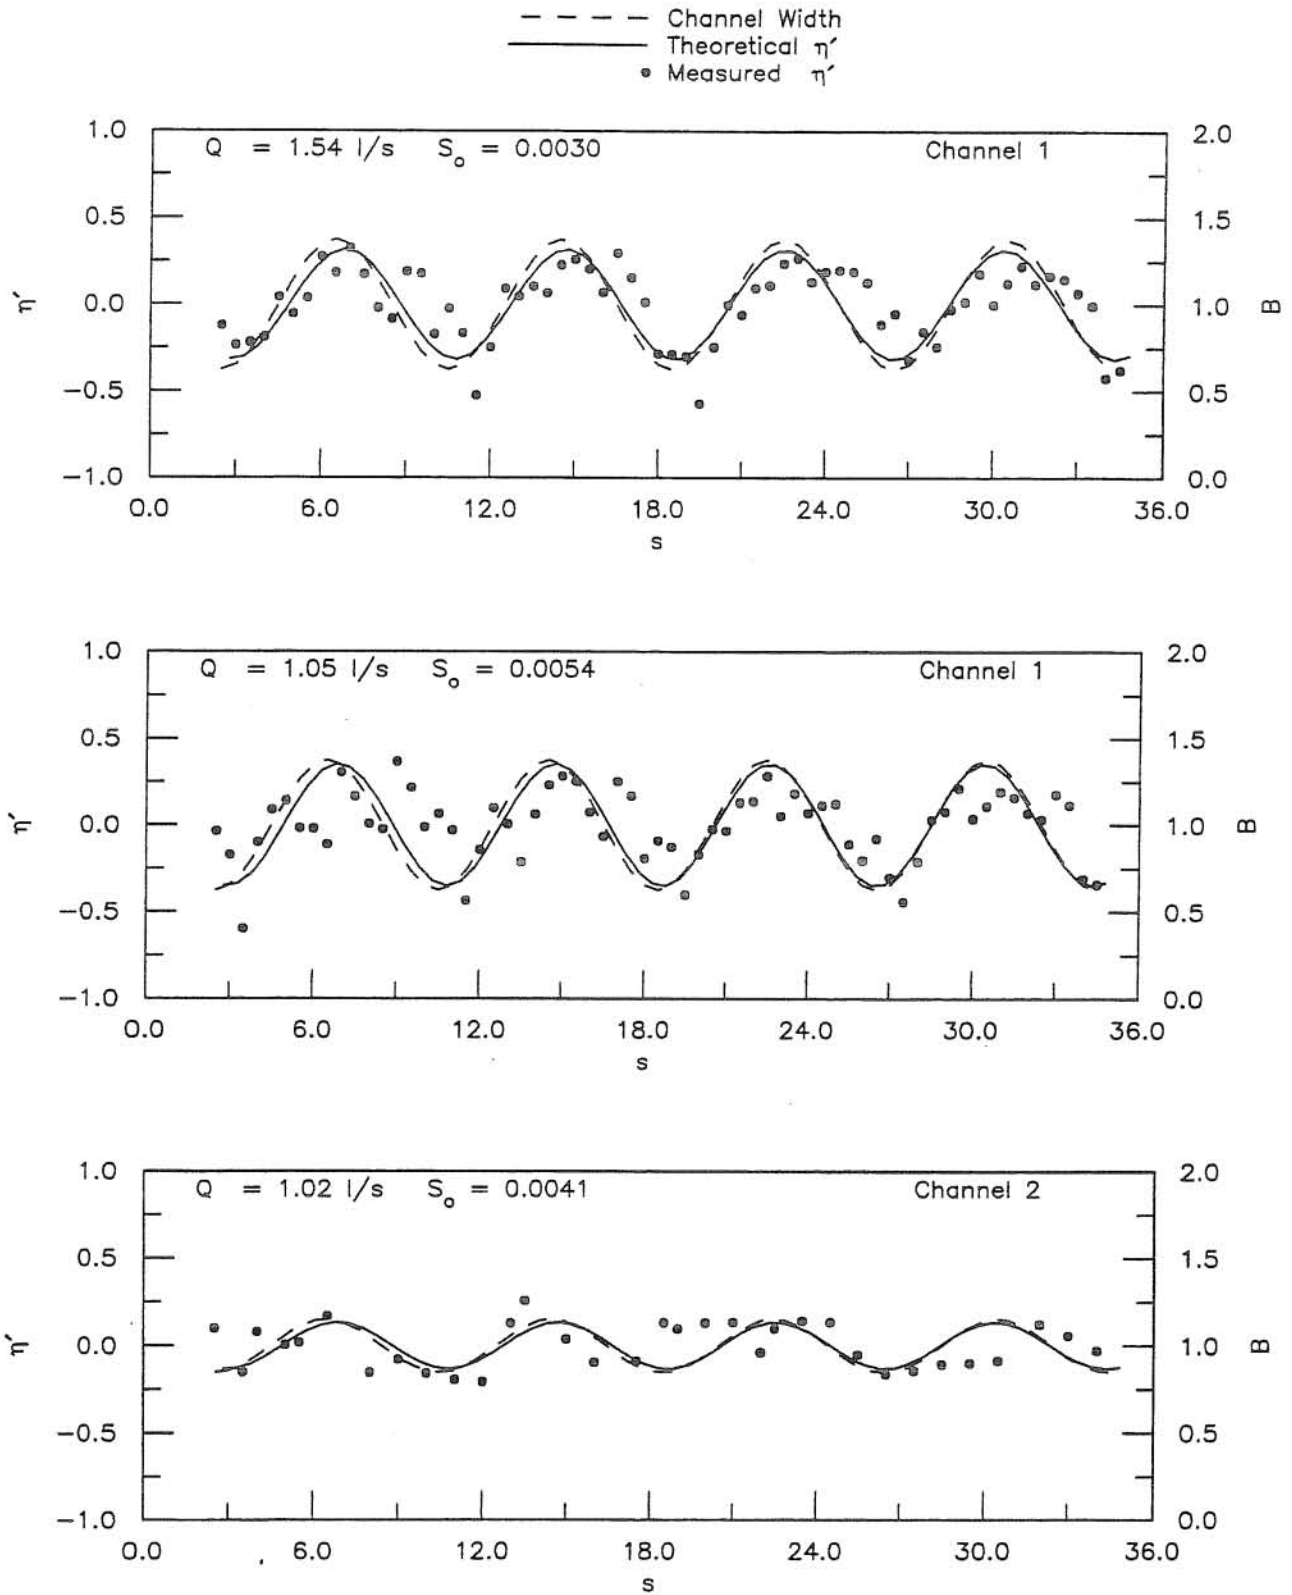 Channel Width
Theoretical η′
Measured η′
1.0
0.5
0.0
−0.5
−1.0
η′
Q = 1.54 l/s S₀ = 0.0030
Channel 1
2.0
1.5
1.0
0.5
0.0
B
0.0 6.0 12.0 18.0 24.0 30.0 36.0
s
1.0
0.5
0.0
−0.5
−1.0
η′
Q = 1.05 l/s S₀ = 0.0054
Channel 1
2.0
1.5
1.0
0.5
0.0
B
0.0 6.0 12.0 18.0 24.0 30.0 36.0
s
1.0
0.5
0.0
−0.5
−1.0
η′
Q = 1.02 l/s S₀ = 0.0041
Channel 2
2.0
1.5
1.0
0.5
0.0
B
0.0 6.0 12.0 18.0 24.0 30.0 36.0
s